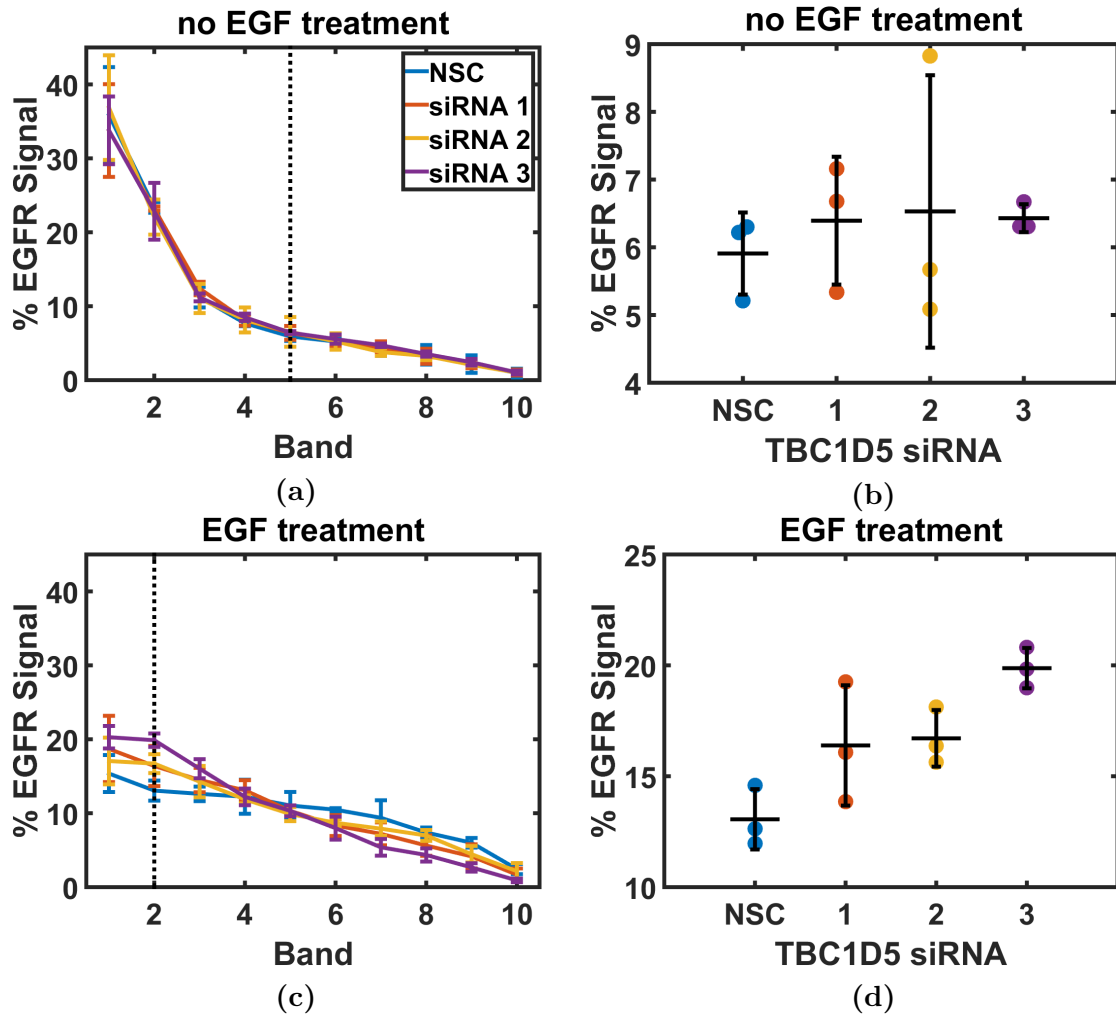 no EGF treatment
% EGFR Signal
40
30
20
10
0
NSC
siRNA 1
siRNA 2
siRNA 3
2
4
6
8
10
Band
(a)
no EGF treatment
% EGFR Signal
9
8
7
6
5
4
NSC
1
2
3
TBC1D5 siRNA
(b)
EGF treatment
% EGFR Signal
40
30
20
10
0
2
4
6
8
10
Band
(c)
EGF treatment
% EGFR Signal
25
20
15
10
NSC
1
2
3
TBC1D5 siRNA
(d)